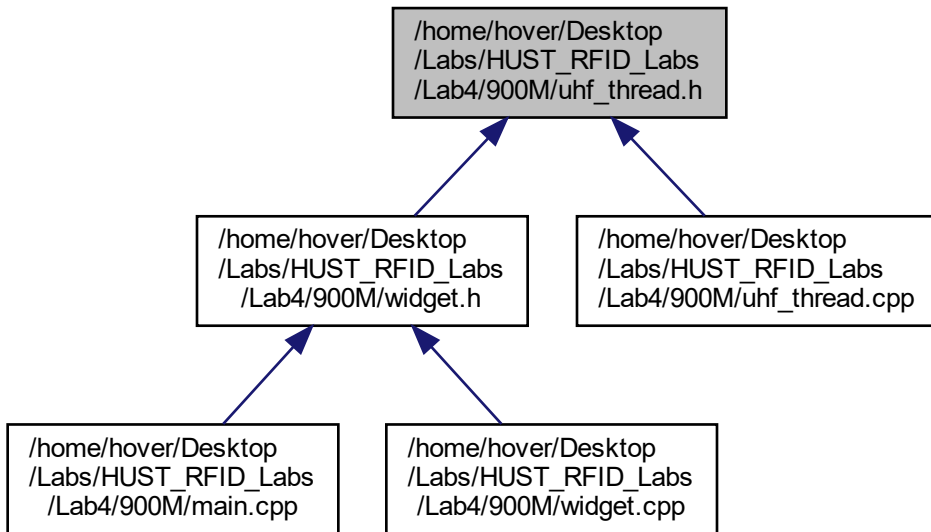 /home/hover/Desktop
/Labs/HUST_RFID_Labs
/Lab4/900M/uhf_thread.h
/home/hover/Desktop
/Labs/HUST_RFID_Labs
/Lab4/900M/widget.h
/home/hover/Desktop
/Labs/HUST_RFID_Labs
/Lab4/900M/uhf_thread.cpp
/home/hover/Desktop
/Labs/HUST_RFID_Labs
/Lab4/900M/main.cpp
/home/hover/Desktop
/Labs/HUST_RFID_Labs
/Lab4/900M/widget.cpp